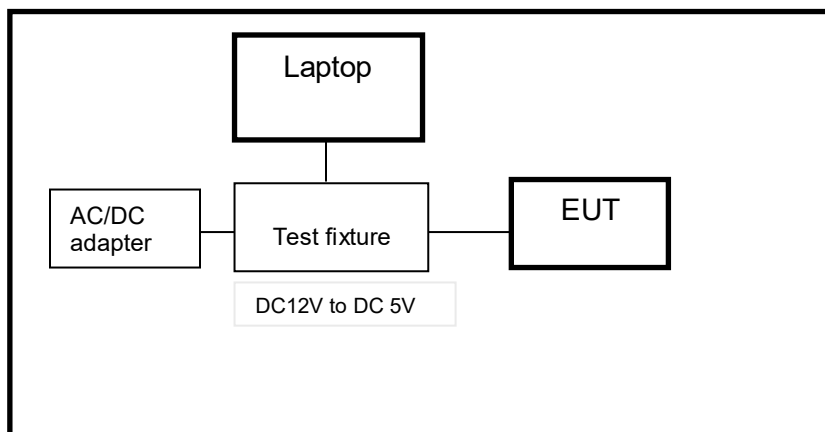 Laptop
AC/DC
adapter
Test fixture
EUT
DC12V to DC 5V